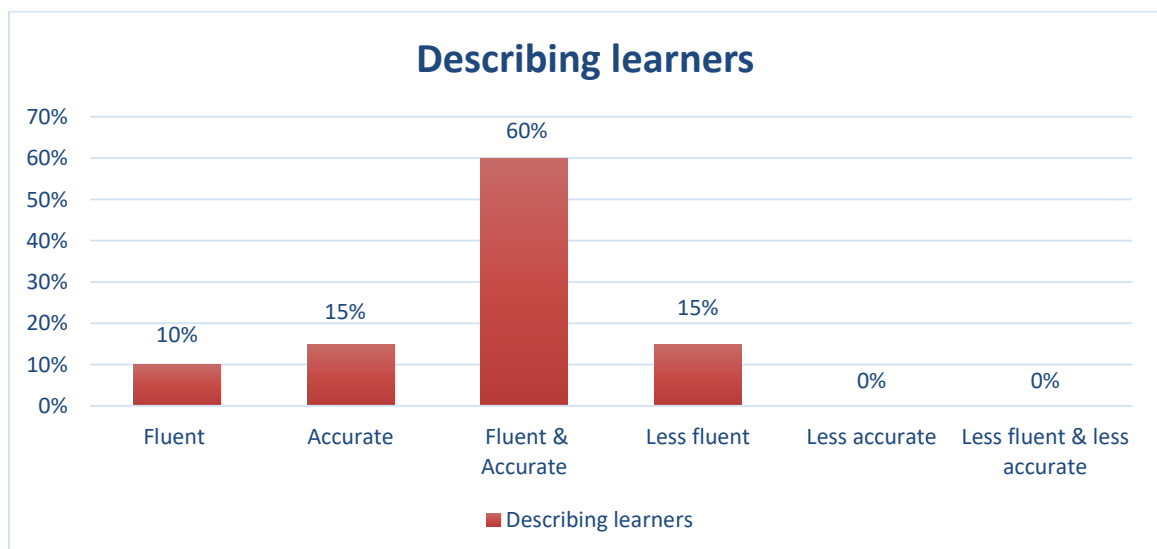 Describing learners
70%
60%
50%
40%
30%
20%
10%
0%
10%
15%
60%
15%
0%
0%
Fluent
Accurate
Fluent &
Accurate
Less fluent
Less accurate
Less fluent & less
accurate
Describing learners